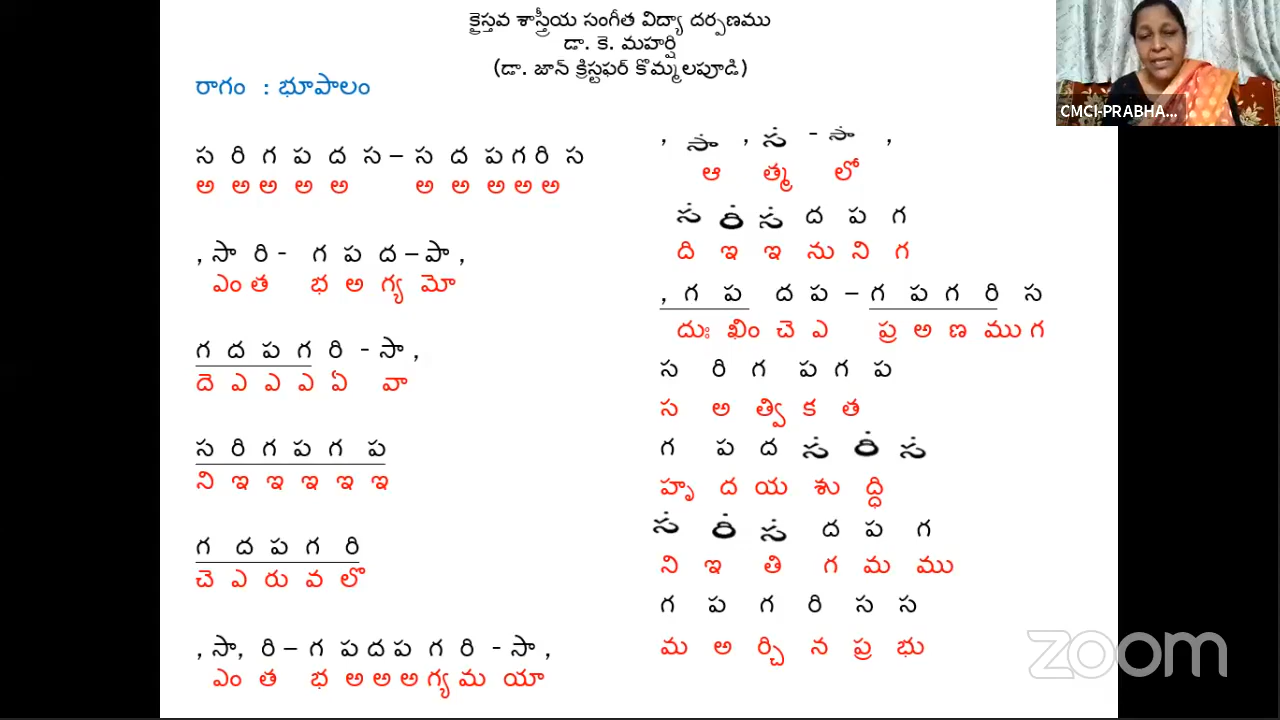 క్రైస్తవ శాస్త్రీయ సంగీత విద్యా దర్పణము
డా. కె. మహర్షి
(డా. జాన్ క్రిస్టఫర్ కొమ్మలపూడి)
రాగం : భూపాలం
స రి గ ప ద స – స ద ప గ రి స
అ అ అ అ అ అ అ అ అ అ
, సా రి - గ ప ద – పా ,
ఎం త భ అ గ్య మో
గ ద ప గ రి - సా ,
దె ఎ ఎ ఎ ఏ వా
స రి గ ప గ ప
ని ఇ ఇ ఇ ఇ ఇ
గ ద ప గ రి
చె ఎ రు వ లొ
, సా, రి – గ ప ద ప గ రి - సా ,
ఎం త భ అ అ అ గ్య మ యా
, సా̇ , స̇ - సా̇ ,
ఆ త్మ లో
స̇ రి̇ స̇ ద ప గ
ది ఇ ఇ ను ని గ
, గ ప ద ప – గ ప గ రి స
దుః ఖిం చె ఎ ప్ర అ ణ ము గ
స రి గ ప గ ప
స అ త్వి క త
గ ప ద స̇ రి̇ స̇
హృ ద య శు ద్ధి
స̇ రి̇ స̇ ద ప గ
ని ఇ తి గ మ ము
గ ప గ రి స స
మ అ ర్చి న ప్ర భు
CMCI-PRABHA...
zoom